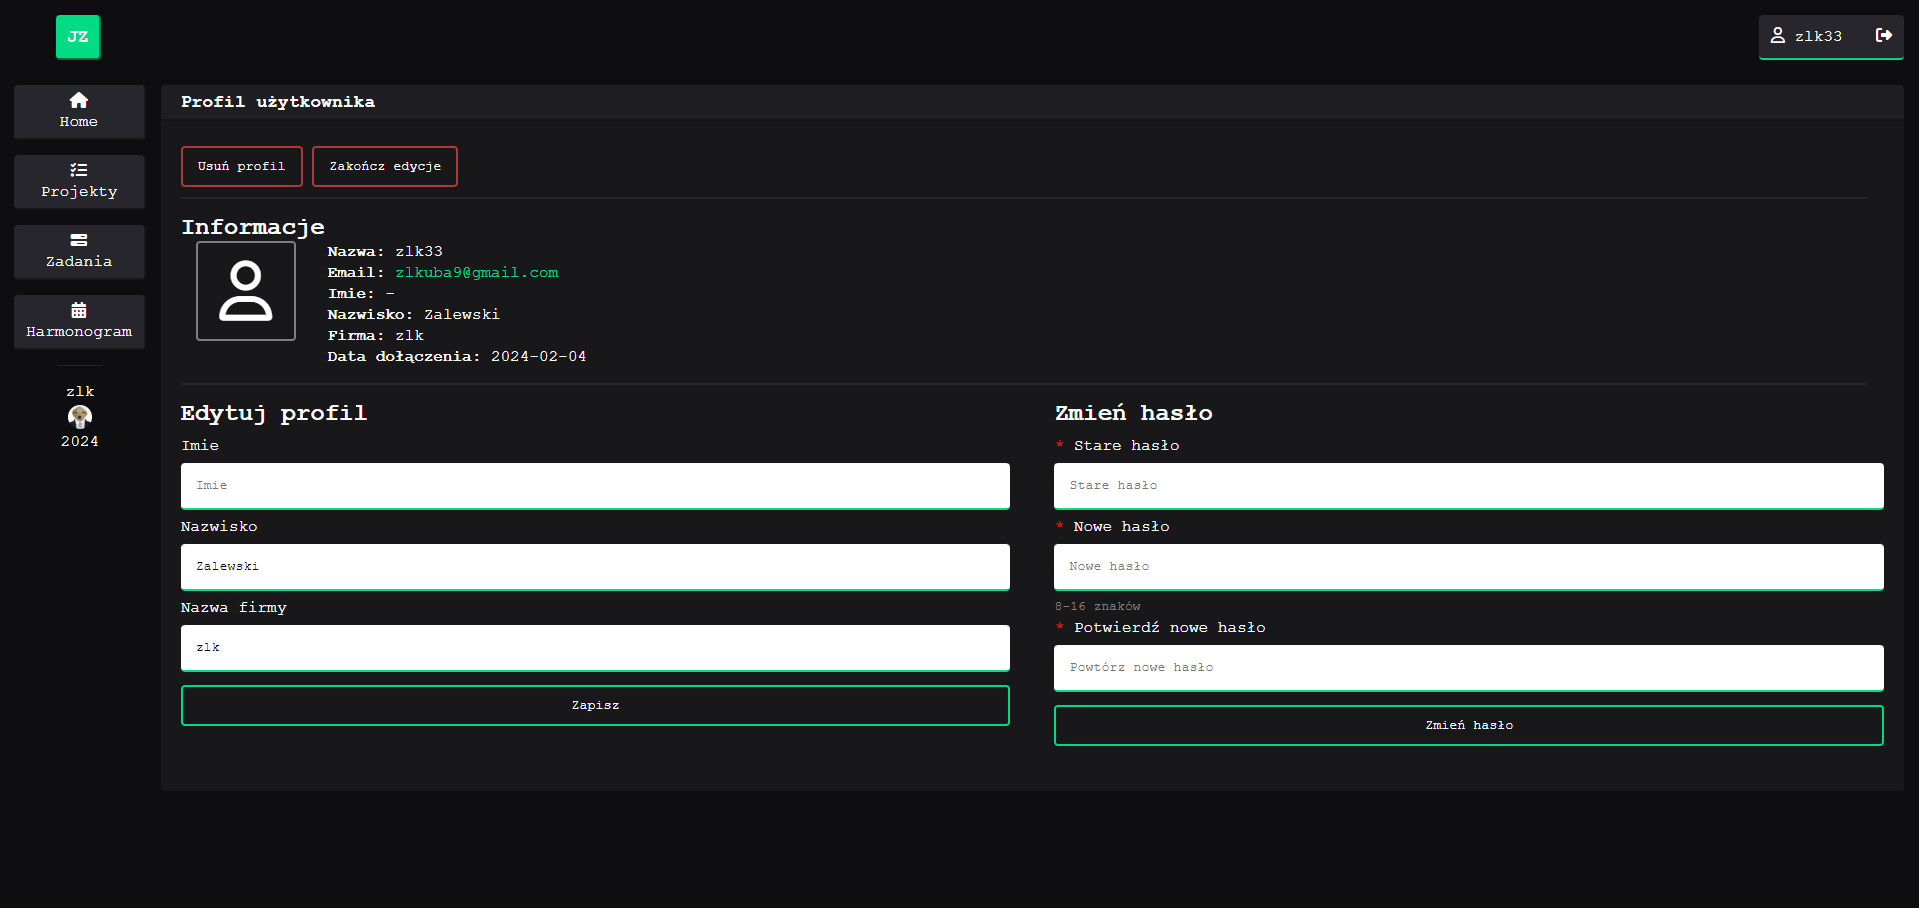 JZ
zlk33
Home
Projekty
Zadania
Harmonogram
zlk
2024
Profil użytkownika
Usuń profil
Zakończ edycje
Informacje
Nazwa: zlk33
Email: zlkuba9@gmail.com
Imie: -
Nazwisko: Zalewski
Firma: zlk
Data dołączenia: 2024-02-04
Edytuj profil
Imie
Imie
Nazwisko
Zalewski
Nazwa firmy
zlk
Zapisz
Zmień hasło
* Stare hasło
Stare hasło
* Nowe hasło
Nowe hasło
8-16 znaków
* Potwierdź nowe hasło
Powtórz nowe hasło
Zmień hasło